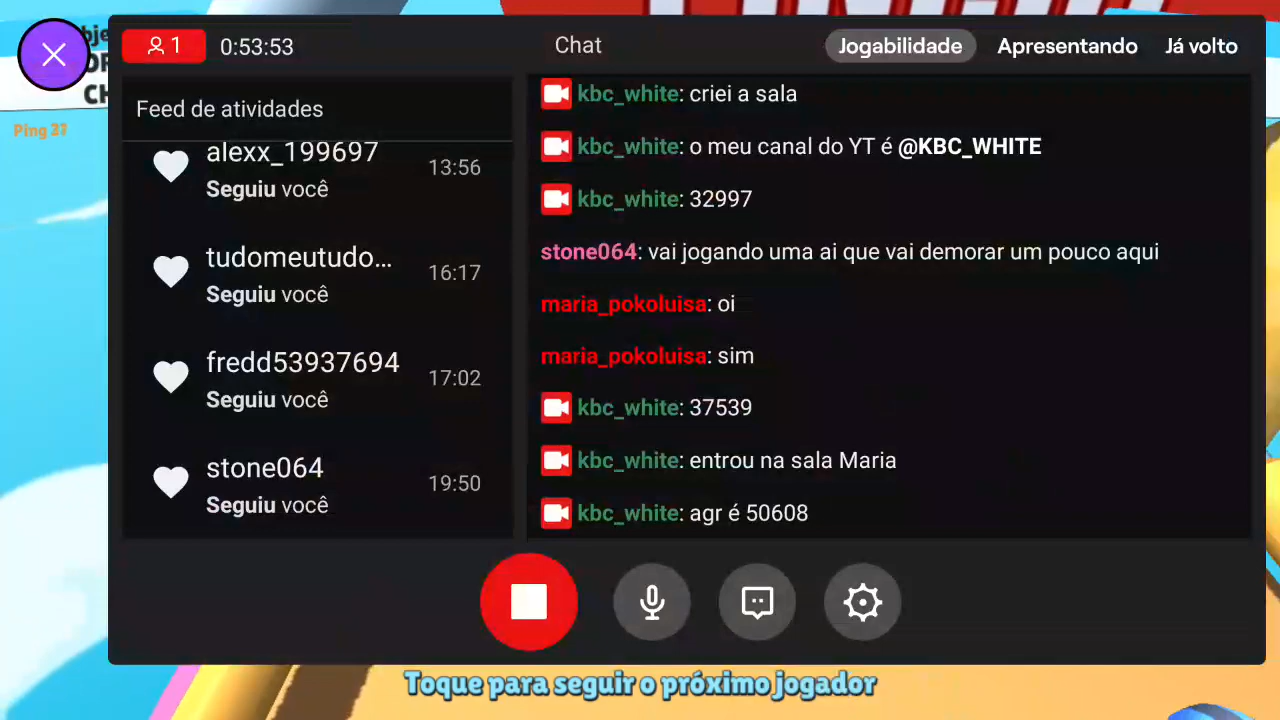 1
0:53:53
Chat
Jogabilidade
Apresentando
Já volto
Ping 37
Feed de atividades
alexx_199697
Seguiu você
13:56
tudomeutudo...
Seguiu você
16:17
fredd53937694
Seguiu você
17:02
stone064
Seguiu você
19:50
kbc_white: criei a sala
kbc_white: o meu canal do YT é @KBC_WHITE
kbc_white: 32997
stone064: vai jogando uma ai que vai demorar um pouco aqui
maria_pokoluisa: oi
maria_pokoluisa: sim
kbc_white: 37539
kbc_white: entrou na sala Maria
kbc_white: agr é 50608
Toque para seguir o próximo jogador